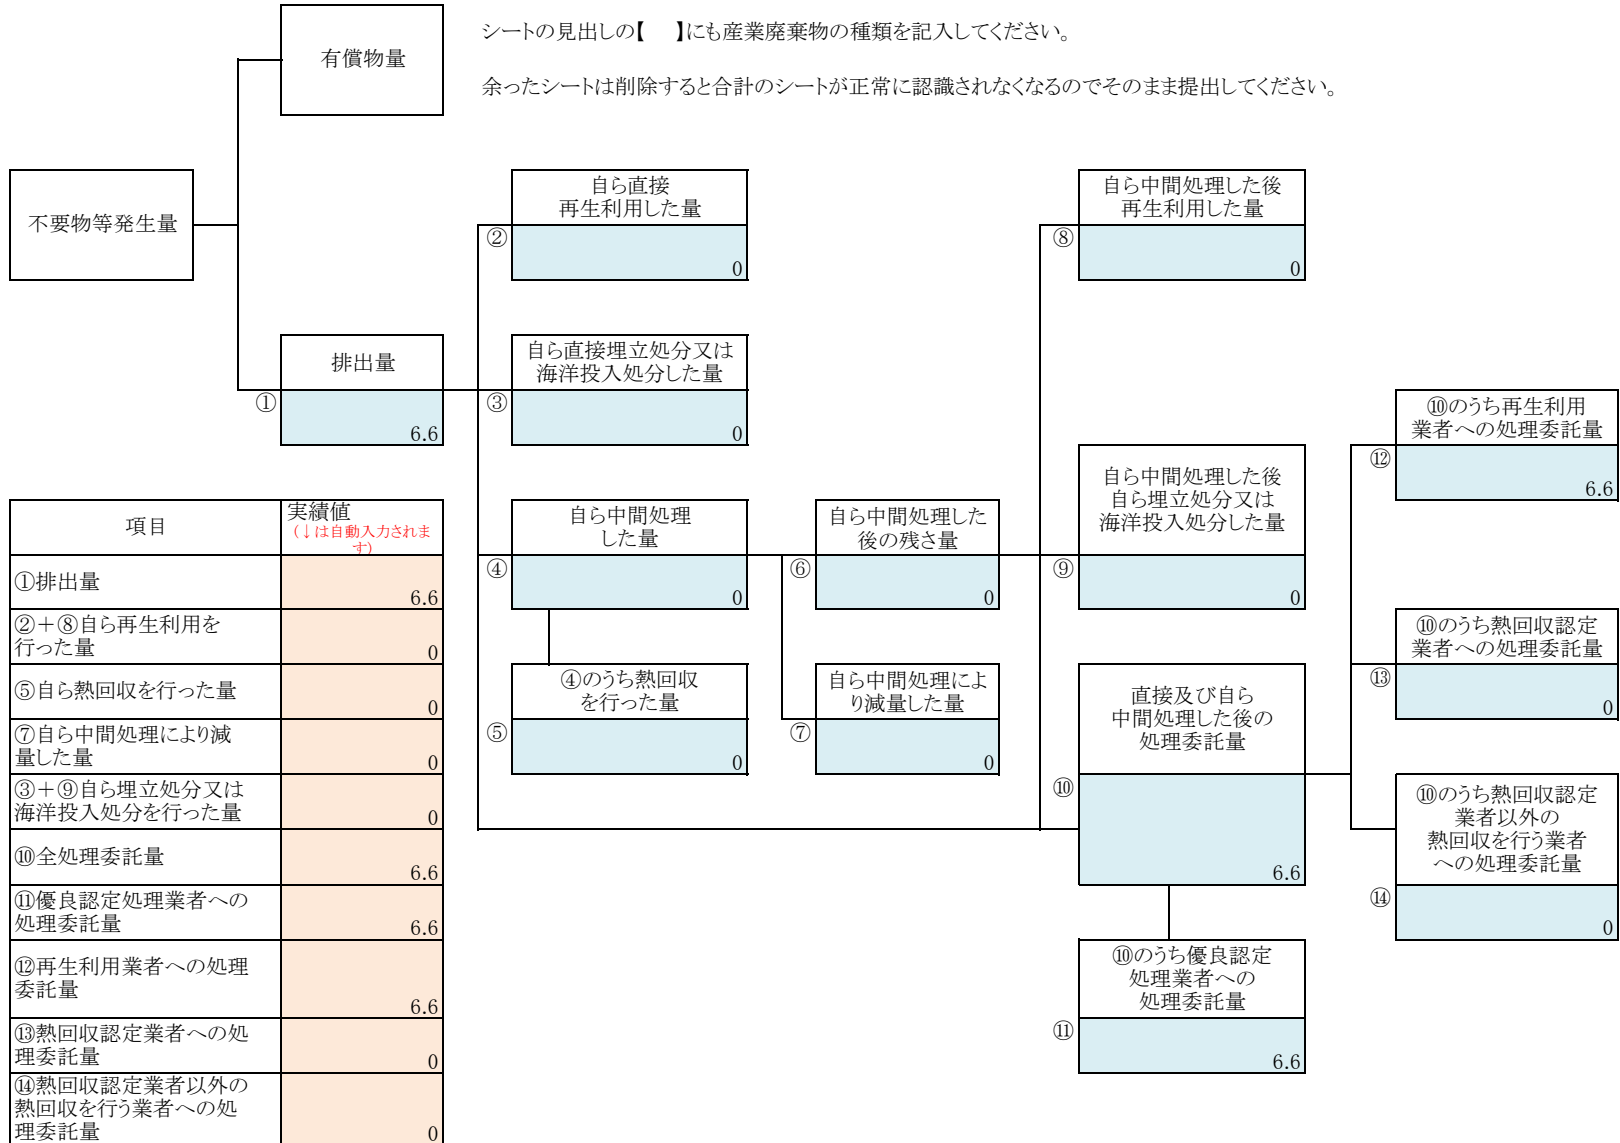 有償物量
シートの見出しの【　】にも産業廃棄物の種類を記入してください。
余ったシートは削除すると合計のシートが正常に認識されなくなるのでそのまま提出してください。
不要物等発生量
自ら直接
再生利用した量
②
0
自ら中間処理した後
再生利用した量
⑧
0
排出量
①
6.6
自ら直接埋立処分又は
海洋投入処分した量
③
0
⑩のうち再生利用
業者への処理委託量
⑫
6.6
自ら中間処理した後
自ら埋立処分又は
海洋投入処分した量
⑨
0
自ら中間処理
した量
④
0
自ら中間処理した
後の残さ量
⑥
0
⑩のうち熱回収認定
業者への処理委託量
⑬
0
④のうち熱回収
を行った量
⑤
0
自ら中間処理によ
り減量した量
⑦
0
直接及び自ら
中間処理した後の
処理委託量
⑩
6.6
⑩のうち熱回収認定
業者以外の
熱回収を行う業者
への処理委託量
⑭
0
⑩のうち優良認定
処理業者への
処理委託量
⑪
6.6
項目
実績値
(↓は自動入力されま
す)
①排出量
6.6
②＋⑧自ら再生利用を
行った量
0
⑤自ら熱回収を行った量
0
⑦自ら中間処理により減
量した量
0
③＋⑨自ら埋立処分又は
海洋投入処分を行った量
0
⑩全処理委託量
6.6
⑪優良認定処理業者への
処理委託量
6.6
⑫再生利用業者への処理
委託量
6.6
⑬熱回収認定業者への処
理委託量
0
⑭熱回収認定業者以外の
熱回収を行う業者への処
理委託量
0